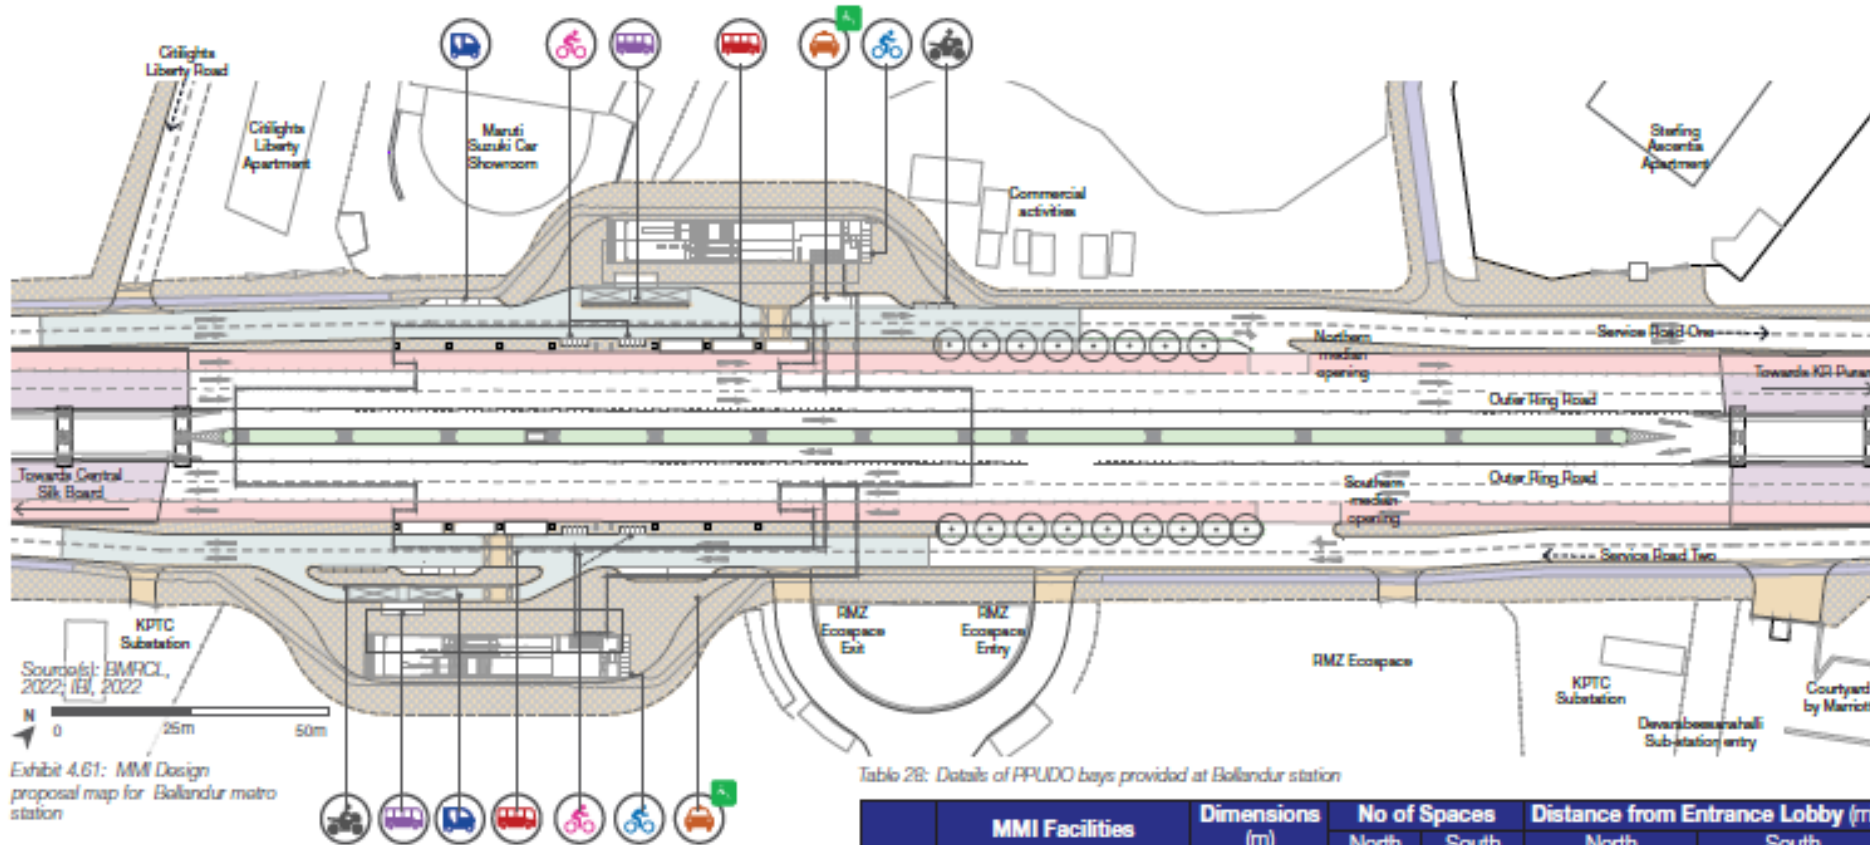 Citilights
Liberty Road
Citilights
Liberty
Apartment
Maruti
Suzuki Car
Showroom
Commercial
activities
Sterling
Ascentia
Apartment
Service Road One
Northern
median
opening
Towards KR Puram
Outer Ring Road
Towards Central
Silk Board
Outer Ring Road
Southern
median
opening
Service Road Two
KPTC
Substation
RMZ
Ecospace
Exit
RMZ
Ecospace
Entry
RMZ Ecospace
KPTC
Substation
Devarabeesanahalli
Sub-station entry
Courtyard
by Marriott
Source(s): BMRCL,
2022; IBI, 2022
N
0 25m 50m
Exhibit 4.61: MMI Design
proposal map for Bellandur metro
station
Table 28: Details of PPUDO bays provided at Bellandur station
MMI Facilities
Dimensions
(m)
No of Spaces
North South
Distance from Entrance Lobby (m
North South